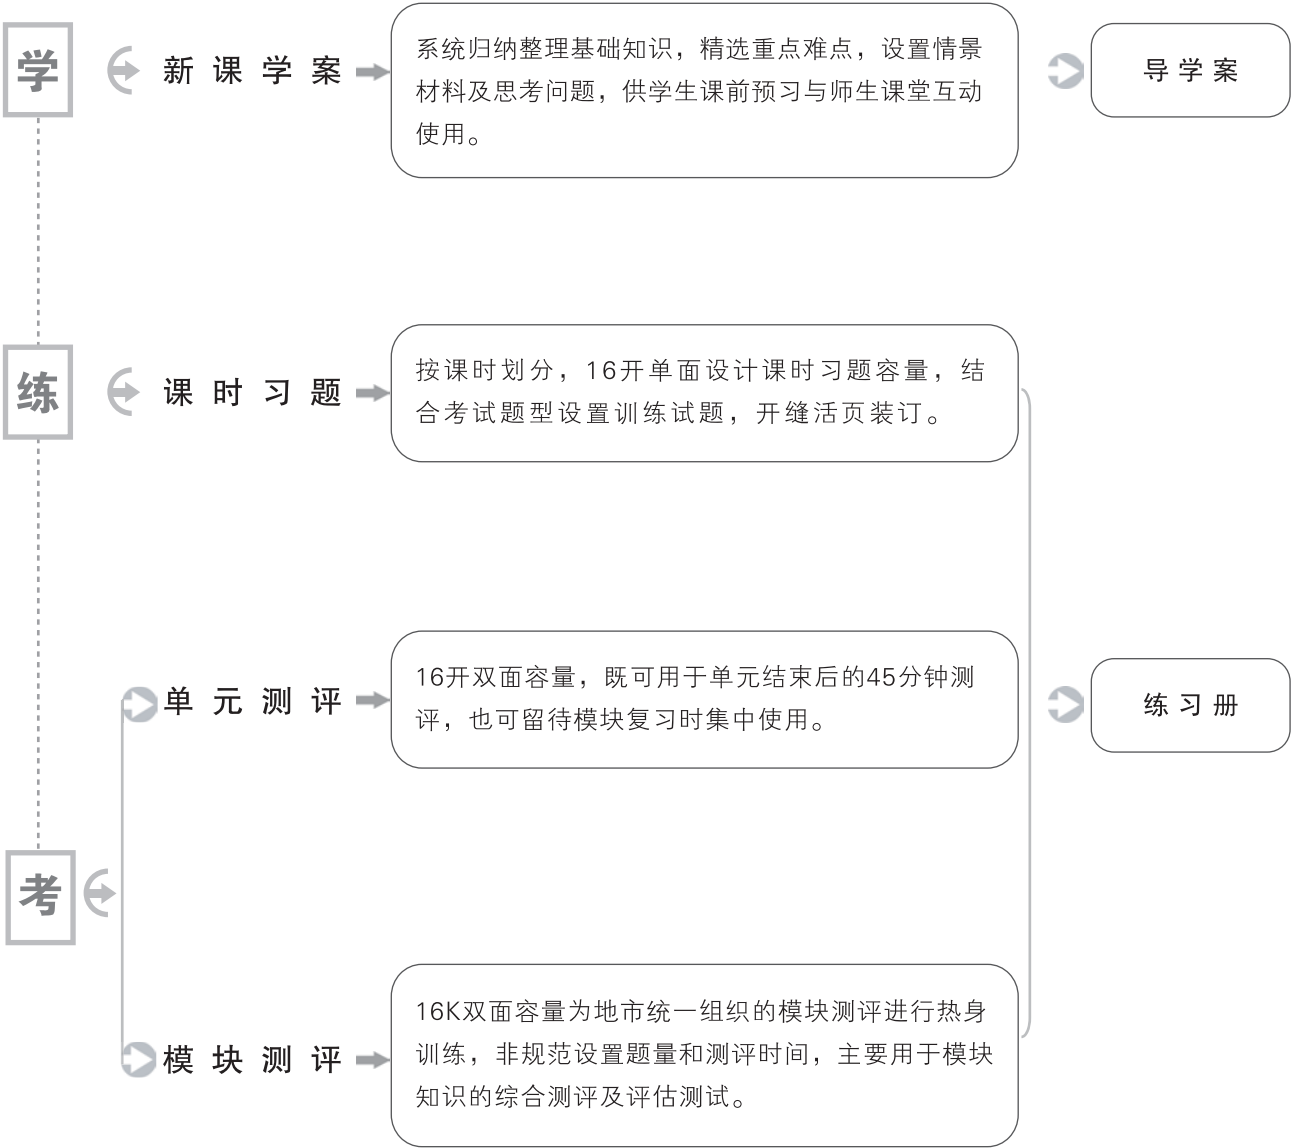 学
新课学案
系统归纳整理基础知识，精选重点难点，设置情景
材料及思考问题，供学生课前预习与师生课堂互动
使用。
导学案
练
课时习题
按课时划分，16开单面设计课时习题容量，结
合考试题型设置训练试题，开缝活页装订。
单元测评
16开双面容量，既可用于单元结束后的45分钟测
评，也可留待模块复习时集中使用。
练习册
考
模块测评
16K双面容量为地市统一组织的模块测评进行热身
训练，非规范设置题量和测评时间，主要用于模块
知识的综合测评及评估测试。